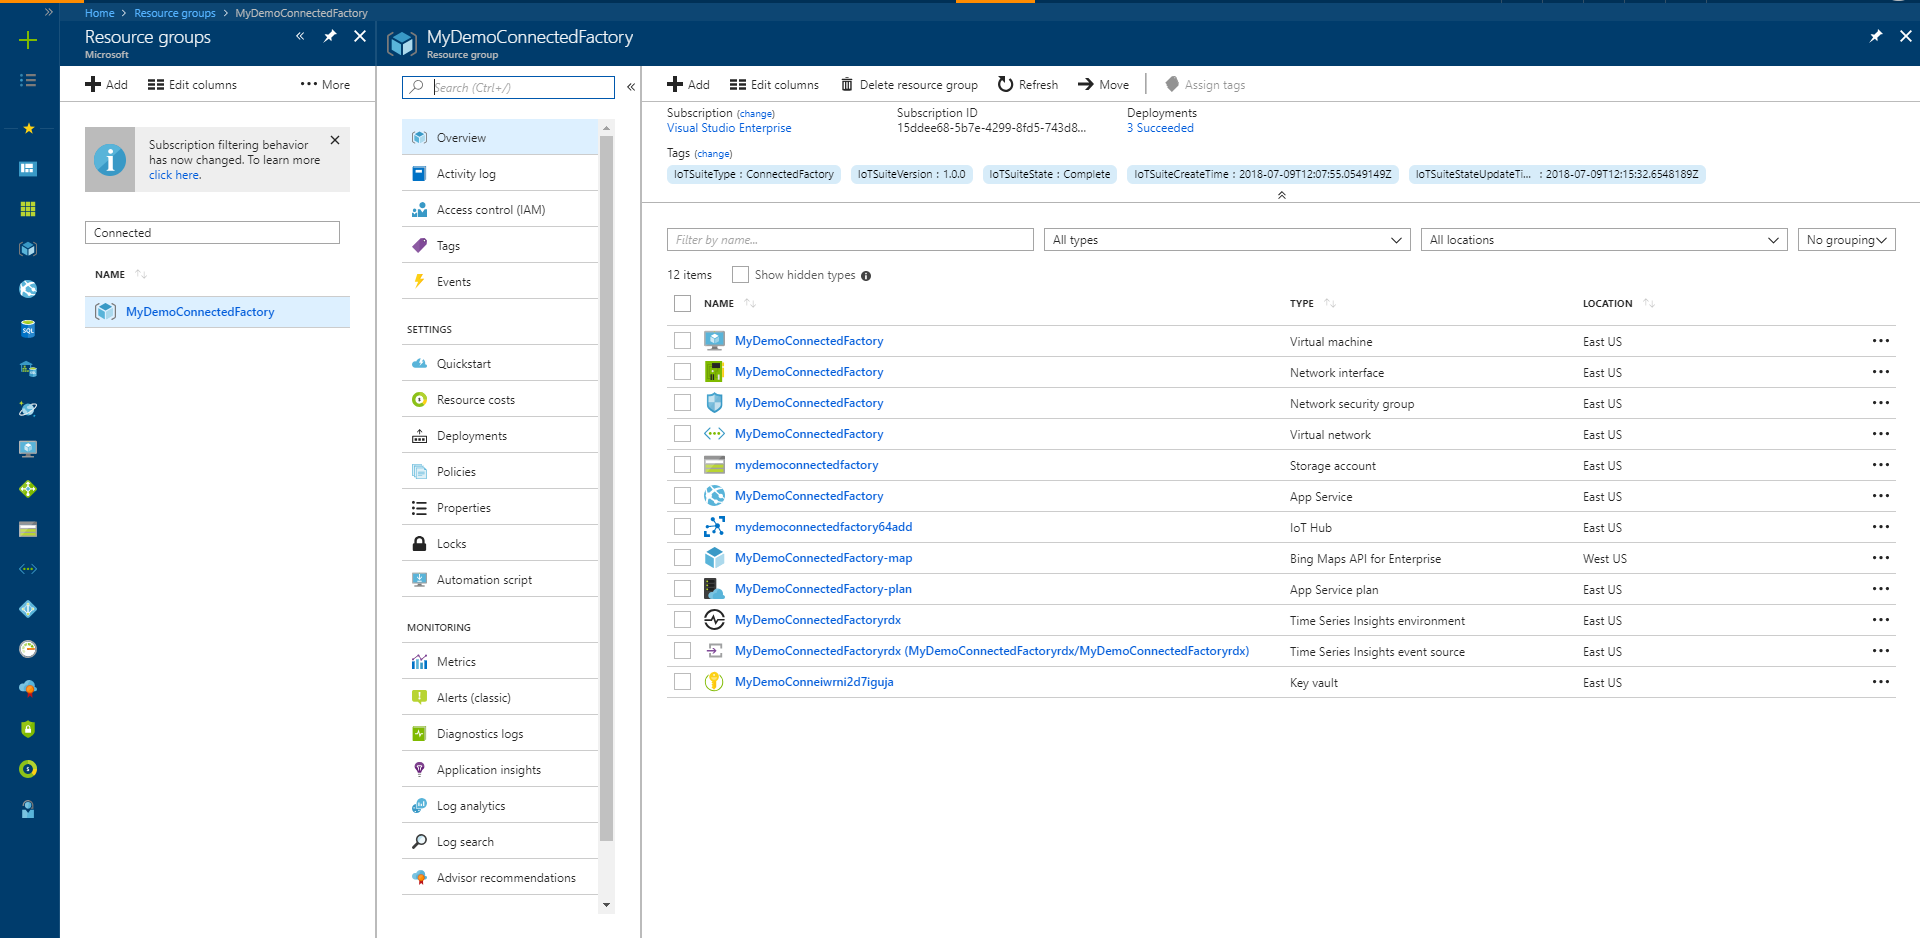 Home > Resource groups > MyDemoConnectedFactory
Resource groups
Microsoft
Add
Edit columns
More
Subscription filtering behavior
has now changed. To learn more
click here.
Connected
NAME
MyDemoConnectedFactory
MyDemoConnectedFactory
Resource group
Search (Ctrl+/)
Overview
Activity log
Access control (IAM)
Tags
Events
SETTINGS
Quickstart
Resource costs
Deployments
Policies
Properties
Locks
Automation script
MONITORING
Metrics
Alerts (classic)
Diagnostics logs
Application insights
Log analytics
Log search
Advisor recommendations
Add
Edit columns
Delete resource group
Refresh
Move
Assign tags
Subscription (change)
Visual Studio Enterprise
Subscription ID
15ddee68-5b7e-4299-8fd5-743d8...
Deployments
3 Succeeded
Tags (change)
IoTSuiteType : ConnectedFactory
IoTSuiteVersion : 1.0.0
IoTSuiteState : Complete
IoTSuiteCreateTime : 2018-07-09T12:07:55.0549149Z
IoTSuiteStateUpdateTi... : 2018-07-09T12:15:32.6548189Z
Filter by name...
All types
All locations
No grouping
12 items
Show hidden types
NAME TYPE LOCATION
MyDemoConnectedFactory Virtual machine East US
MyDemoConnectedFactory Network interface East US
MyDemoConnectedFactory Network security group East US
MyDemoConnectedFactory Virtual network East US
mydemoconnectedfactory Storage account East US
MyDemoConnectedFactory App Service East US
mydemoconnectedfactory64add IoT Hub East US
MyDemoConnectedFactory-map Bing Maps API for Enterprise West US
MyDemoConnectedFactory-plan App Service plan East US
MyDemoConnectedFactoryrdx Time Series Insights environment East US
MyDemoConnectedFactoryrdx (MyDemoConnectedFactoryrdx/MyDemoConnectedFactoryrdx) Time Series Insights event source East US
MyDemoConneiwrni2d7iguja Key vault East US